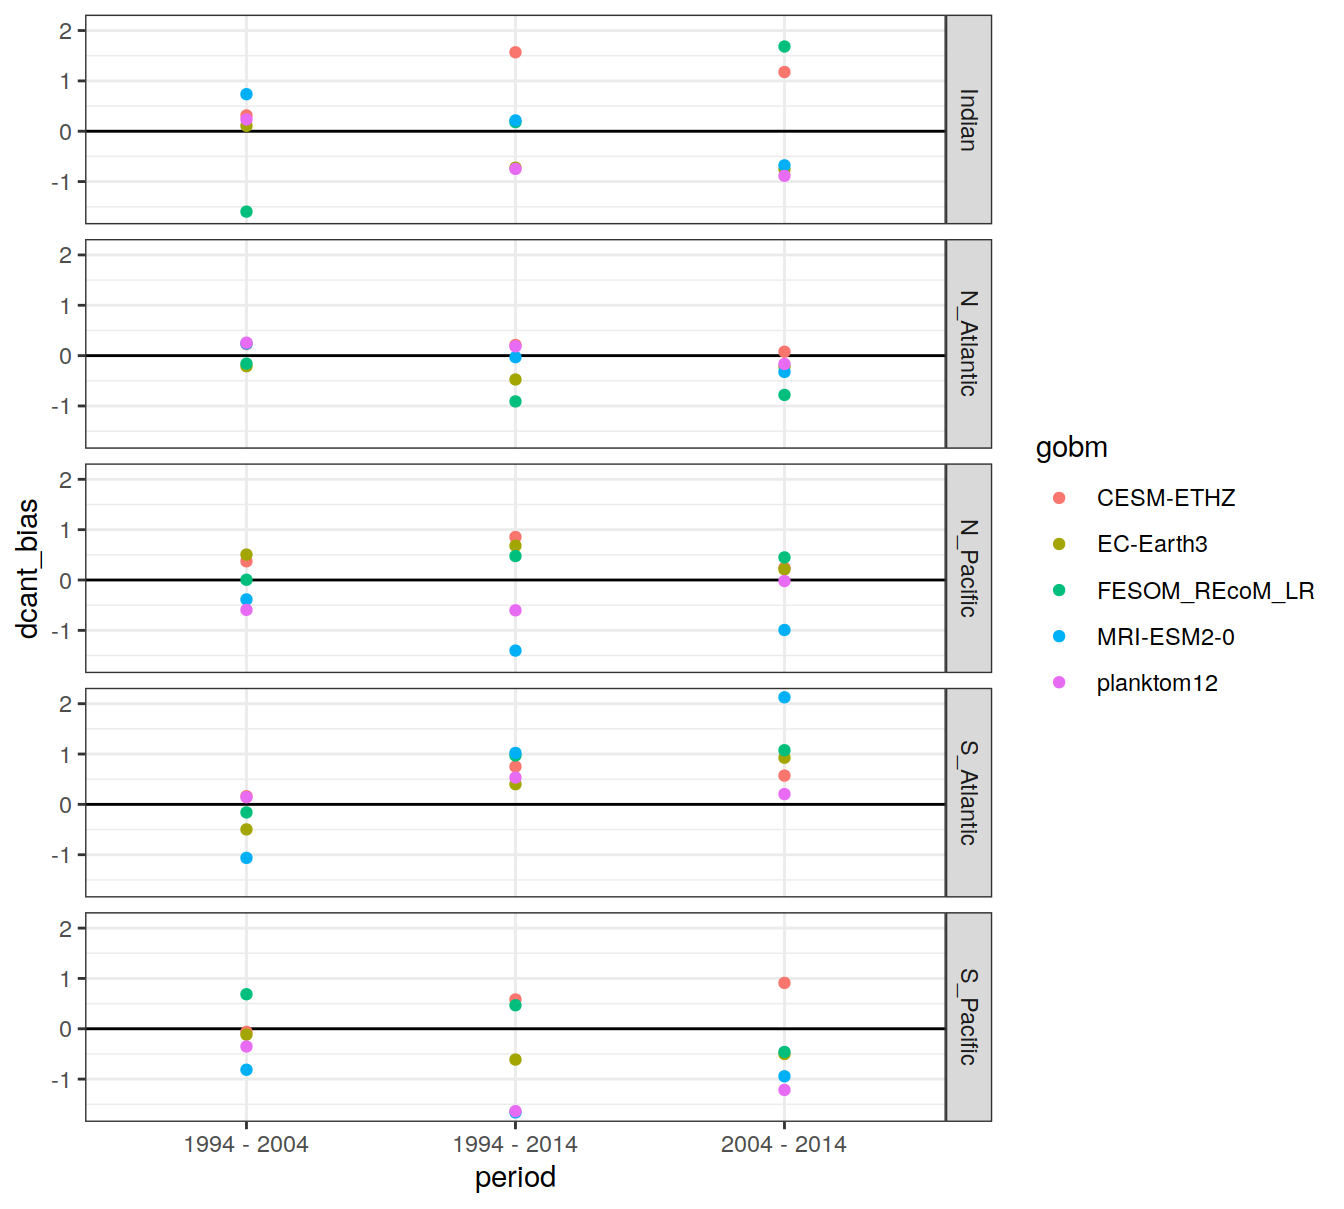 2
1
0
-1
Indian
2
1
0
-1
N_Atlantic
2
1
0
-1
N_Pacific
2
1
0
-1
S_Atlantic
2
1
0
-1
S_Pacific
dcant_bias
1994 - 2004
1994 - 2014
2004 - 2014
period
gobm
CESM-ETHZ
EC-Earth3
FESOM_REcoM_LR
MRI-ESM2-0
planktom12